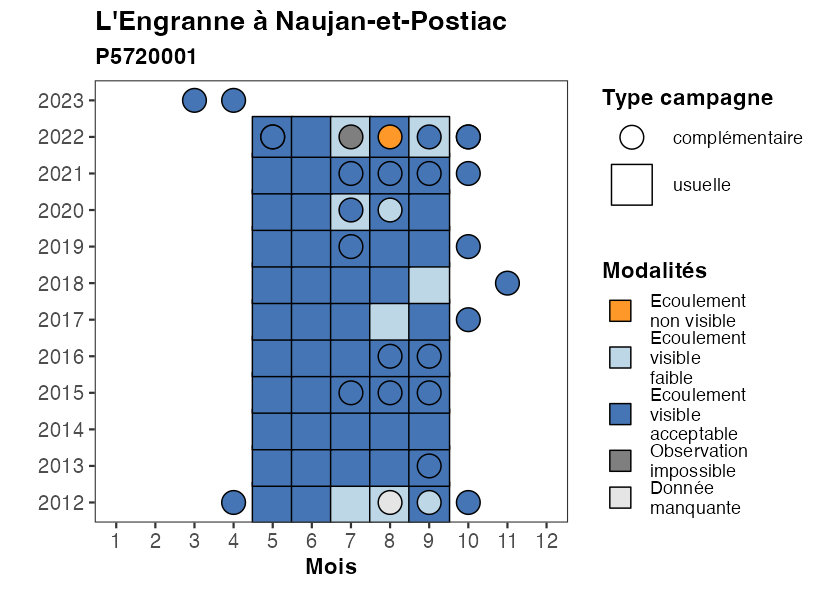 L'Engranne à Naujan-et-Postiac
P5720001
2023
2022
2021
2020
2019
2018
2017
2016
2015
2014
2013
2012
1 2 3 4 5 6 7 8 9 10 11 12
Mois
Type campagne
complémentaire
usuelle
Modalités
Ecoulement
non visible
Ecoulement
visible
faible
Ecoulement
visible
acceptable
Observation
impossible
Donnée
manquante